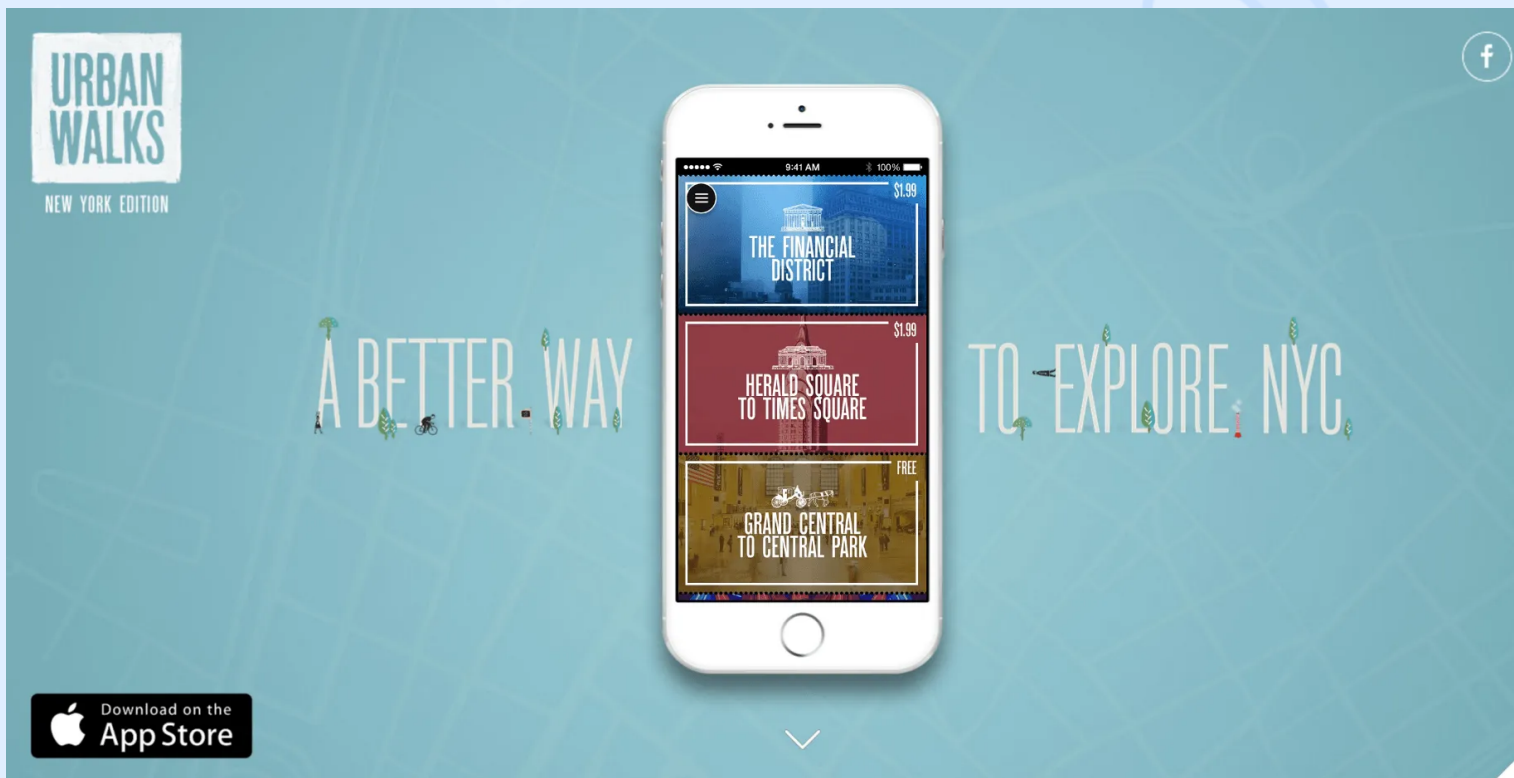 URBAN
WALKS
NEW YORK EDITION
f
9:41 AM
100%
$1.99
THE FINANCIAL
DISTRICT
$1.99
HERALD SQUARE
TO TIMES SQUARE
FREE
GRAND CENTRAL
TO CENTRAL PARK
A BETTER WAY
TO EXPLORE NYC
Download on the
App Store